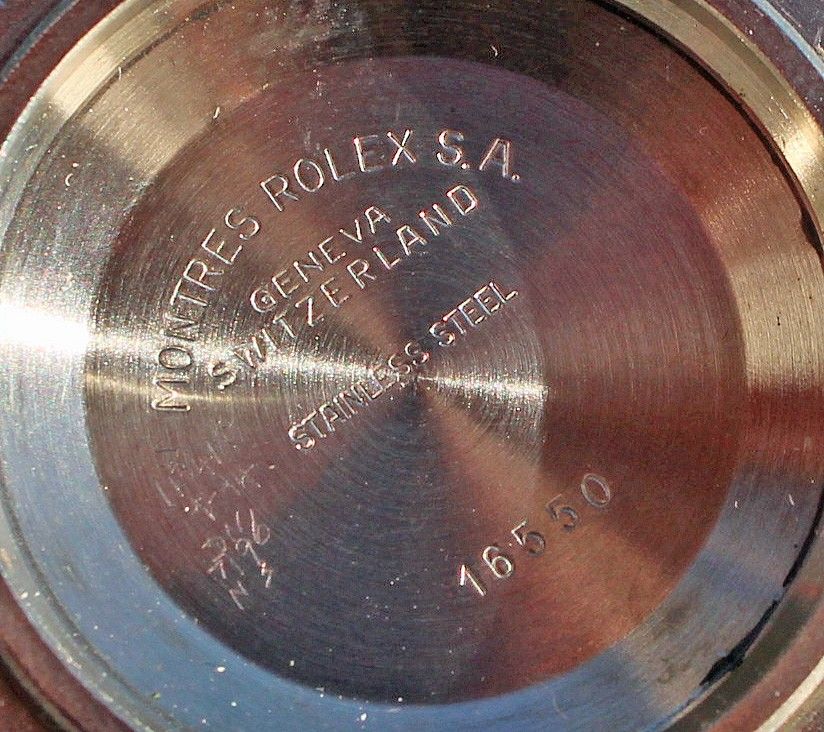 MONTRES ROLEX S.A.
GENEVA
SWITZERLAND
STAINLESS STEEL
16550